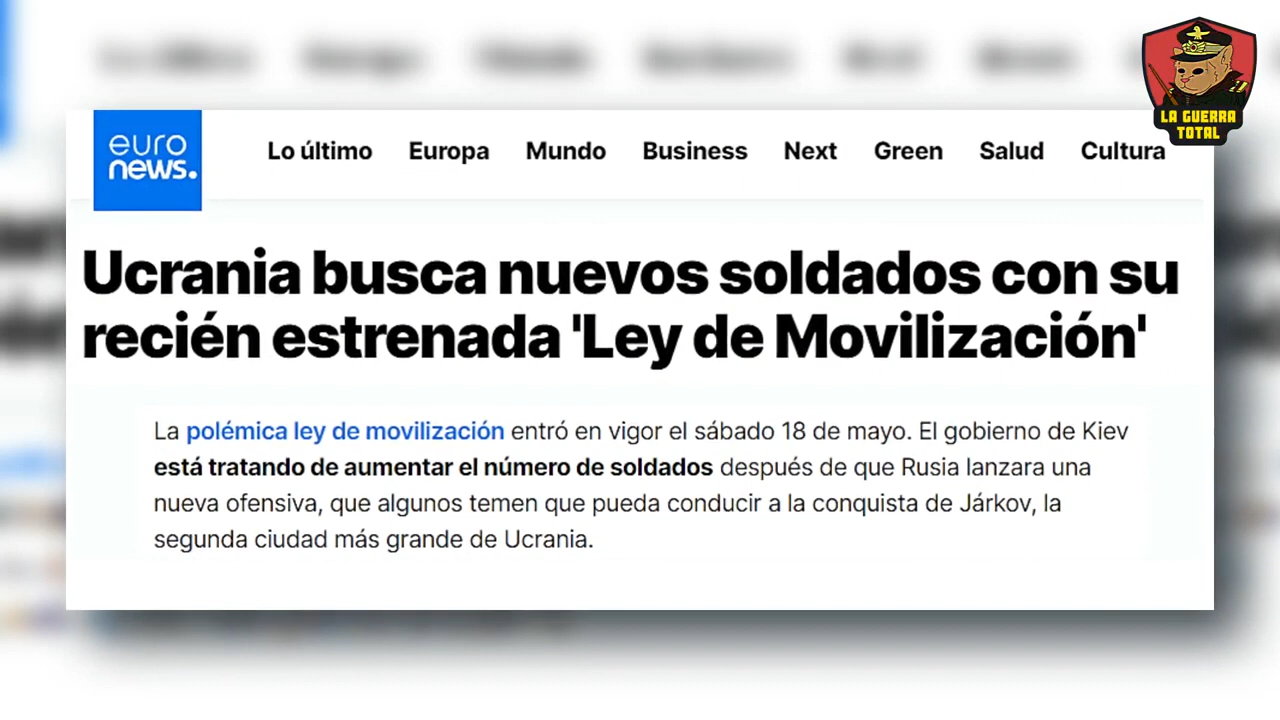 LA GUERRA
TOTAL
euro
news.
Lo último Europa Mundo Business Next Green Salud Cultura
Ucrania busca nuevos soldados con su
recién estrenada 'Ley de Movilización'
La polémica ley de movilización entró en vigor el sábado 18 de mayo. El gobierno de Kiev
está tratando de aumentar el número de soldados después de que Rusia lanzara una
nueva ofensiva, que algunos temen que pueda conducir a la conquista de Járkov, la
segunda ciudad más grande de Ucrania.